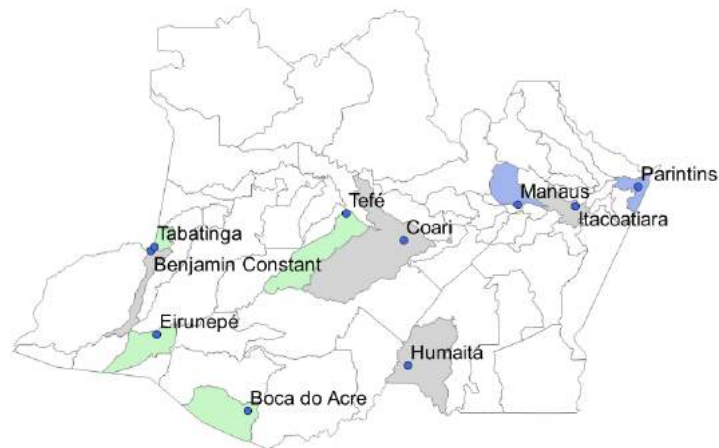 Parintins
Manaus
Tefé
Itacoatiara
Coari
Tabatinga
Benjamin Constant
Eirunepé
Humaitá
Boca do Acre